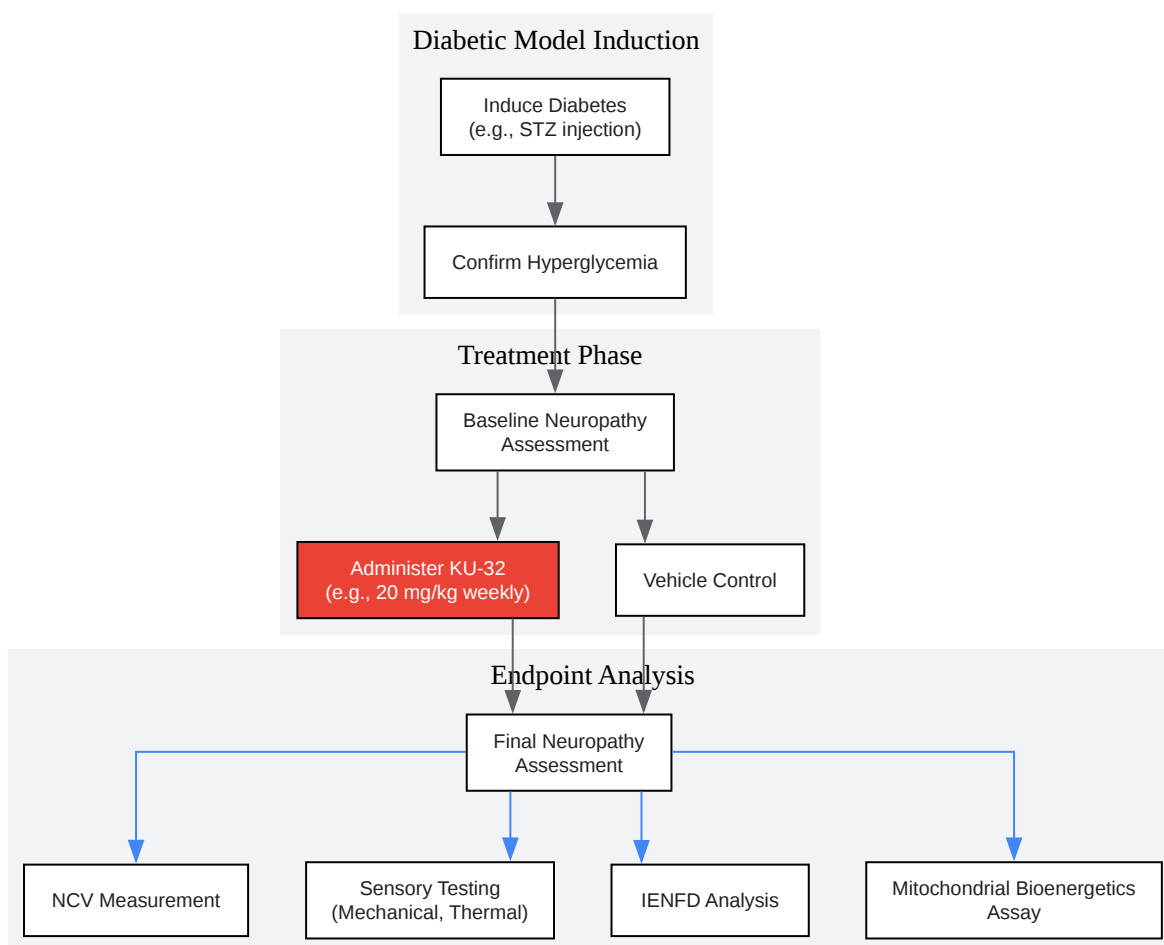 Diabetic Model Induction
Induce Diabetes
(e.g., STZ injection)
Confirm Hyperglycemia
Treatment Phase
Baseline Neuropathy
Assessment
Administer KU-32
(e.g., 20 mg/kg weekly)
Vehicle Control
Endpoint Analysis
Final Neuropathy
Assessment
NCV Measurement
Sensory Testing
(Mechanical, Thermal)
IENFD Analysis
Mitochondrial Bioenergetics
Assay